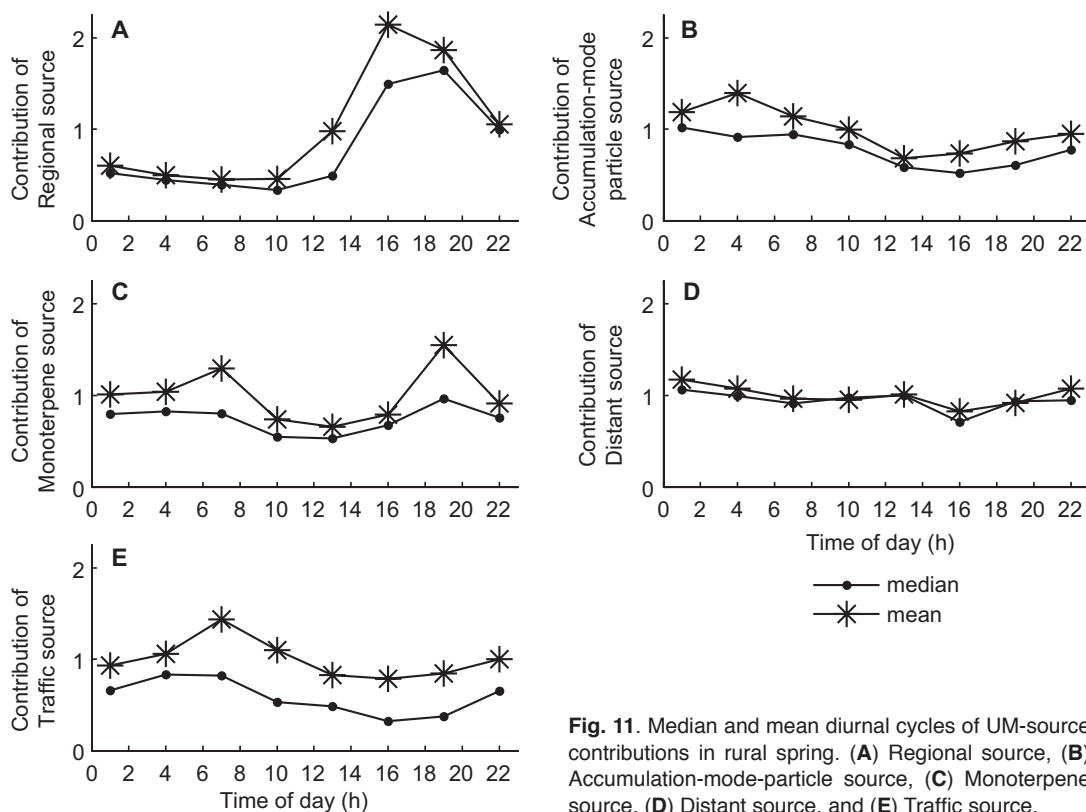 A
Contribution of
Regional source
2
1
0
0 2 4 6 8 10 12 14 16 18 20 22
B
Contribution of
Accumulation-mode
particle source
2
1
0
0 2 4 6 8 10 12 14 16 18 20 22
C
Contribution of
Monoterpene source
2
1
0
0 2 4 6 8 10 12 14 16 18 20 22
D
Contribution of
Distant source
2
1
0
0 2 4 6 8 10 12 14 16 18 20 22
Time of day (h)
median
mean
E
Contribution of
Traffic source
2
1
0
0 2 4 6 8 10 12 14 16 18 20 22
Time of day (h)
Fig. 11. Median and mean diurnal cycles of UM-source
contributions in rural spring. (A) Regional source, (B)
Accumulation-mode-particle source, (C) Monoterpene
source, (D) Distant source, and (E) Traffic source.